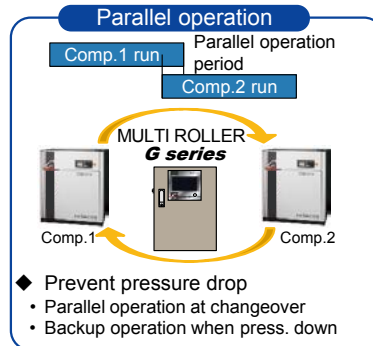 Parallel operation
Comp.1 run
Parallel operation
period
Comp.2 run
MULTI ROLLER
G series
Comp.1
Comp.2
◆ Prevent pressure drop
• Parallel operation at changeover
• Backup operation when press. down